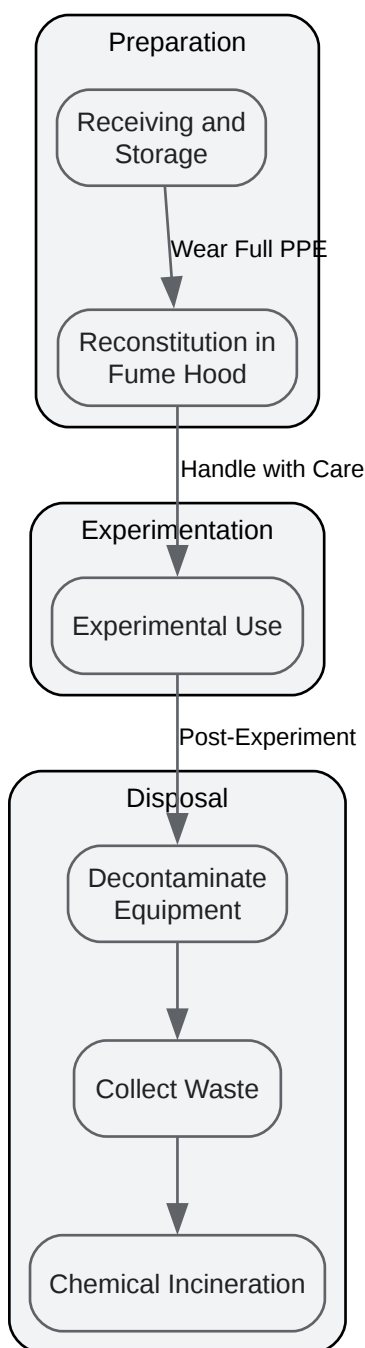 Preparation
Receiving and
Storage
Wear Full PPE
Reconstitution in
Fume Hood
Handle with Care
Experimentation
Experimental Use
Post-Experiment
Disposal
Decontaminate
Equipment
Collect Waste
Chemical Incineration